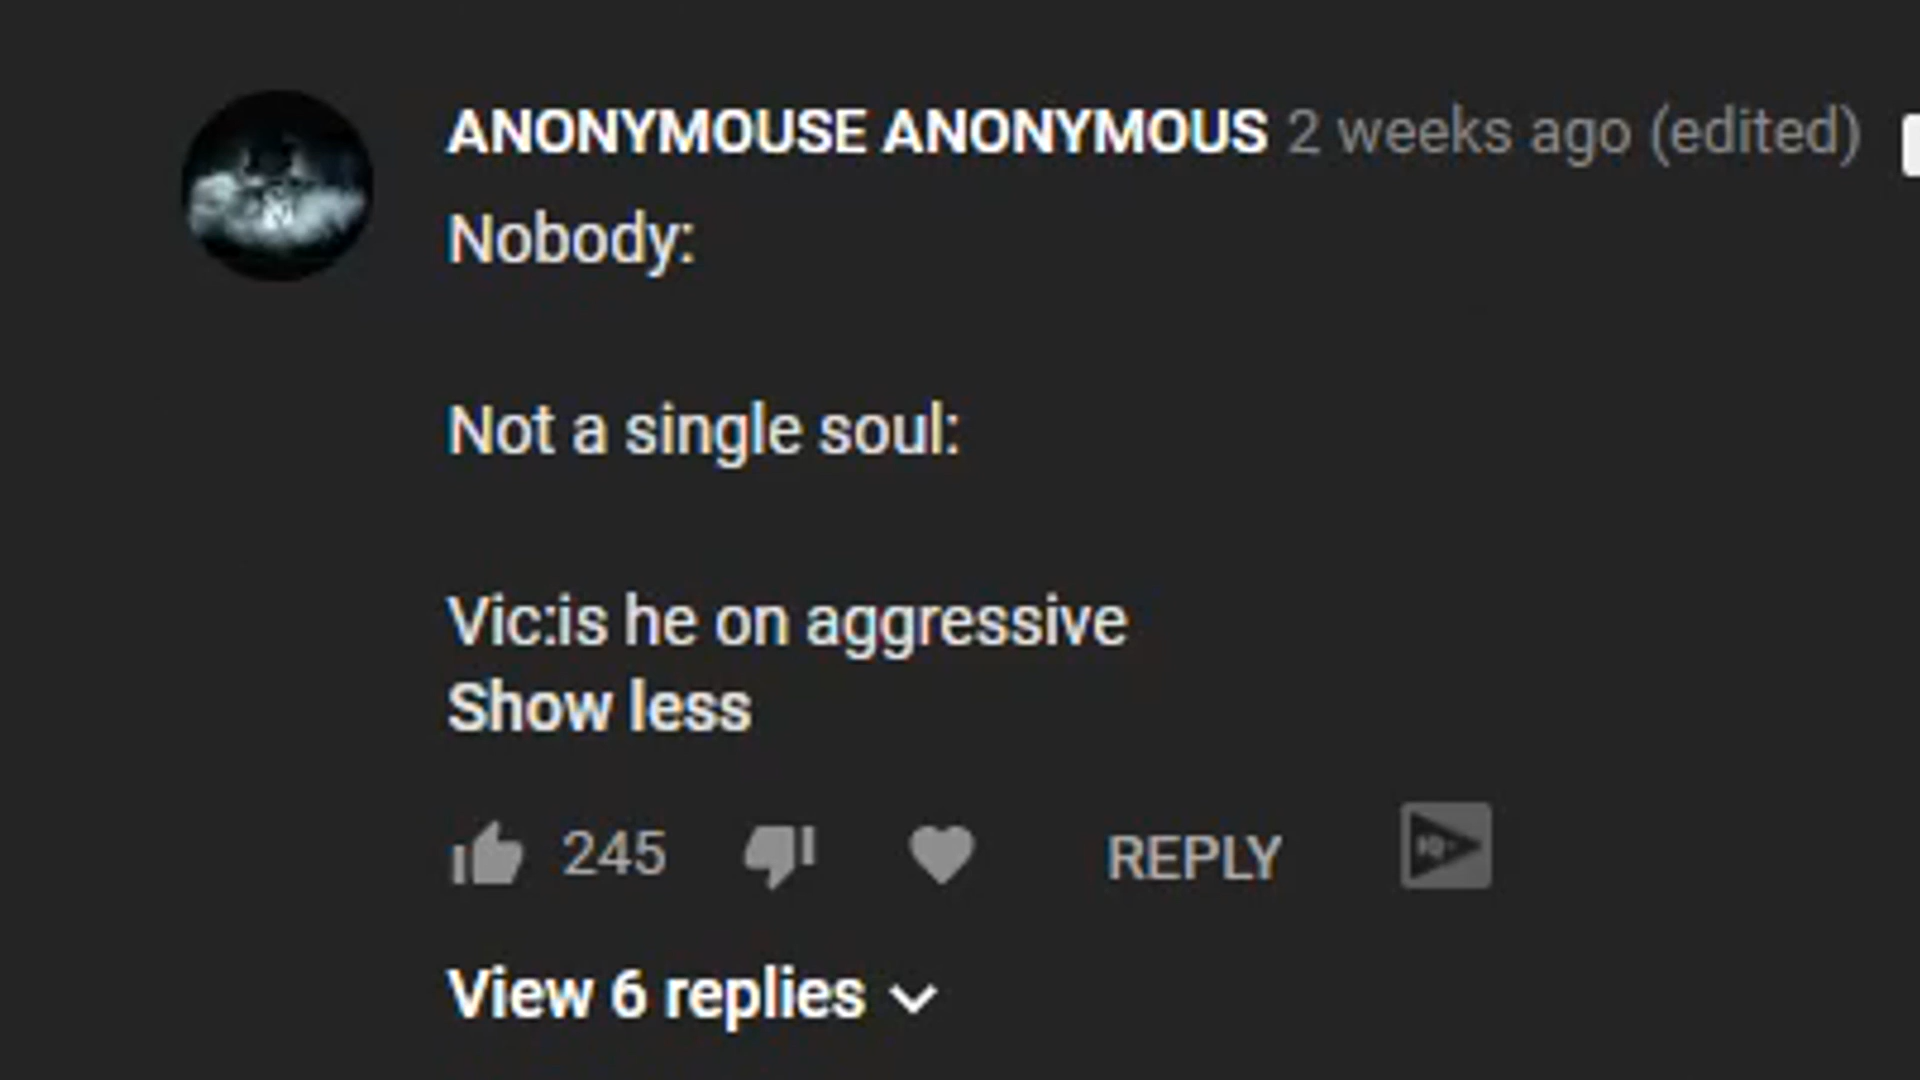 ANONYMOUSE ANONYMOUS 2 weeks ago (edited)
Nobody:
Not a single soul:
Vic:is he on aggressive
Show less
245 REPLY
View 6 replies